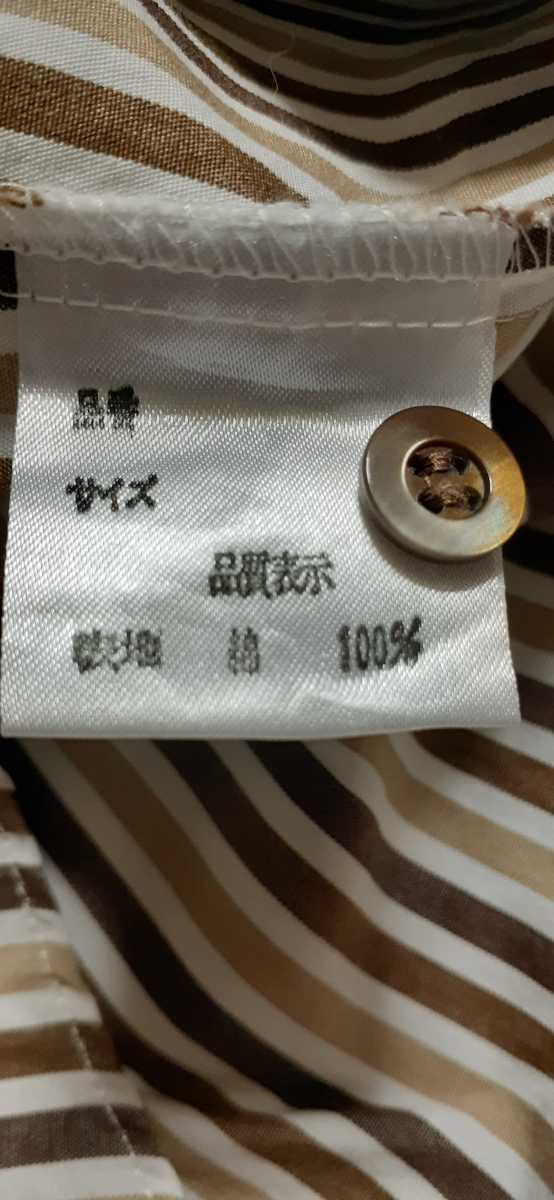 品番
サイズ
品質表示
表地 綿 100%